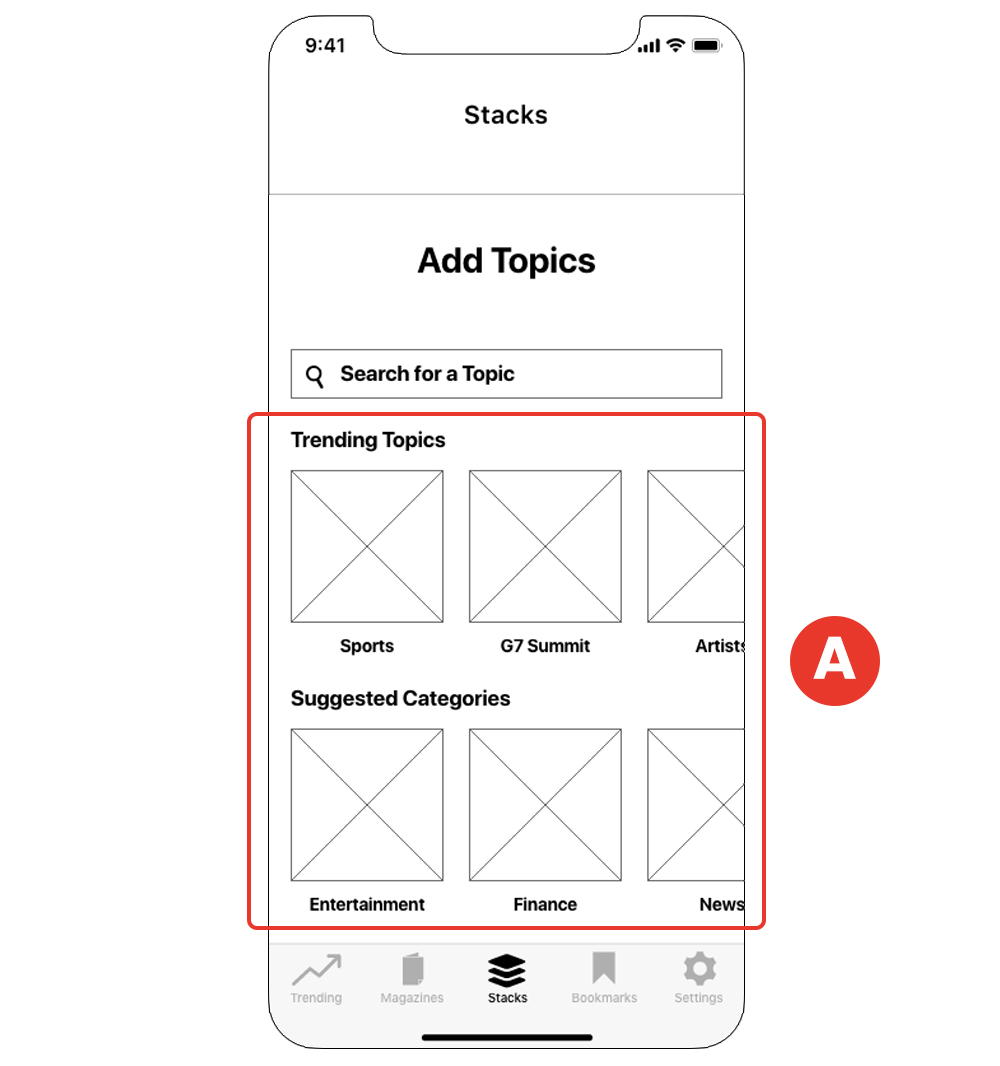 9:41
Stacks
Add Topics
Search for a Topic
Trending Topics
Sports G7 Summit Artists
A
Suggested Categories
Entertainment Finance News
Trending Magazines Stacks Bookmarks Settings